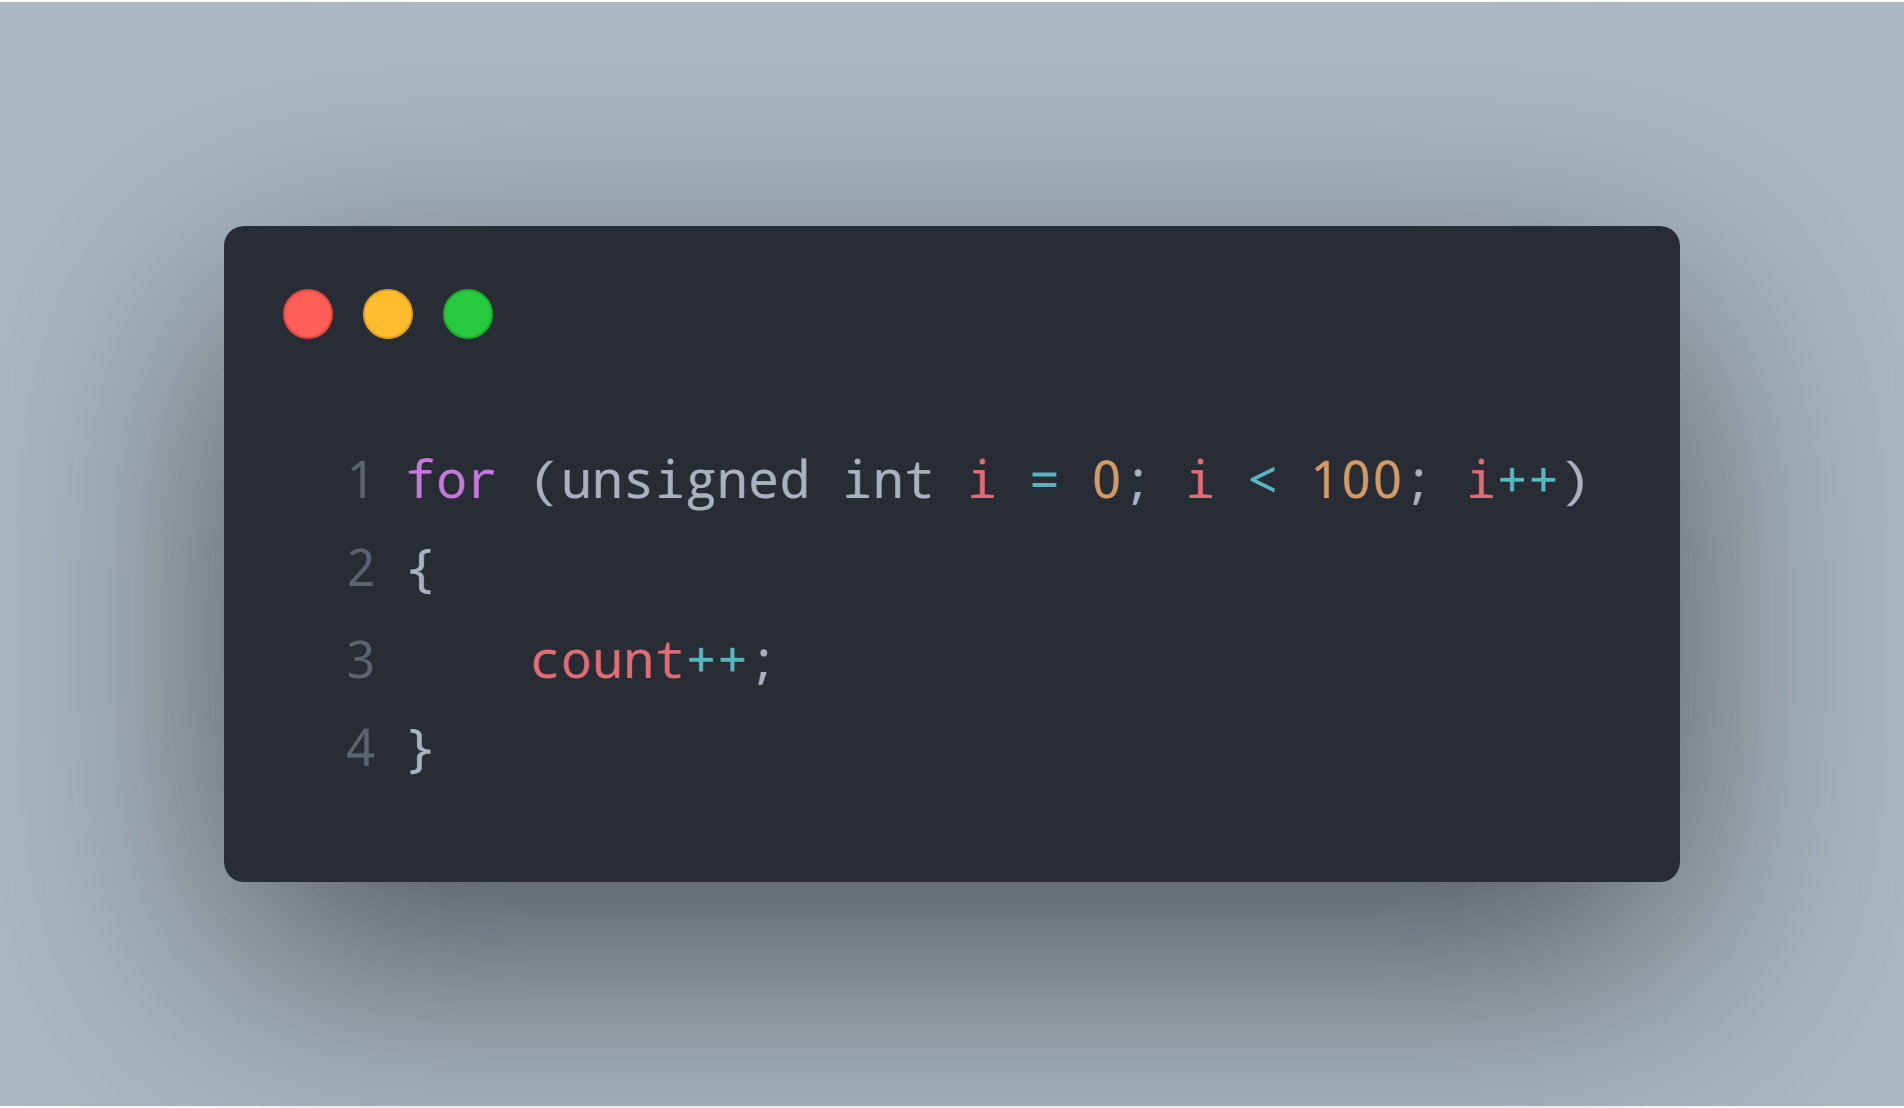 1 for (unsigned int i = 0; i < 100; i++)
2 {
3     count++;
4 }